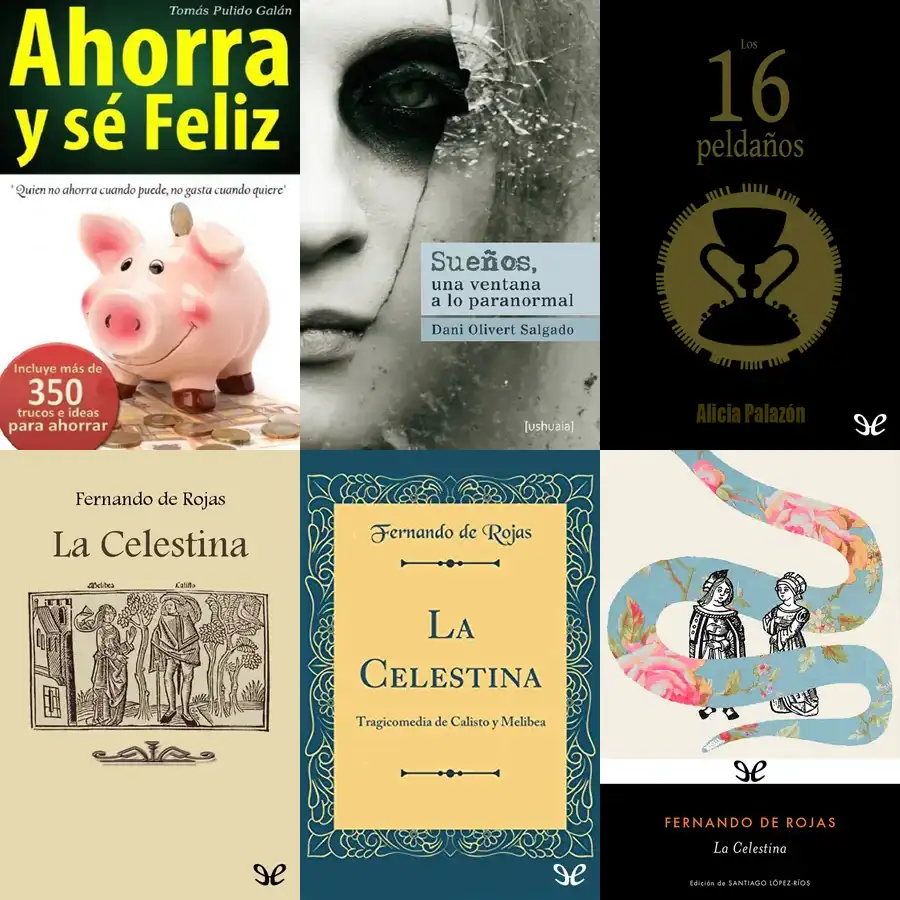 Tomás Pulido Galán
Ahorra
y sé Feliz
'Quien no ahorra cuando puede, no gasta cuando quiere'
Incluye más de
350
trucos e ideas
para ahorrar
Sueños,
una ventana
a lo paranormal
Dani Olivert Salgado
[ushuaia]
Los
16
peldaños
Alicia Palazón
Fernando de Rojas
La Celestina
Melibea Calisto
Fernando de Rojas
La
Celestina
Tragicomedia de Calisto y Melibea
FERNANDO DE ROJAS
La Celestina
Edición de SANTIAGO LÓPEZ-RÍOS